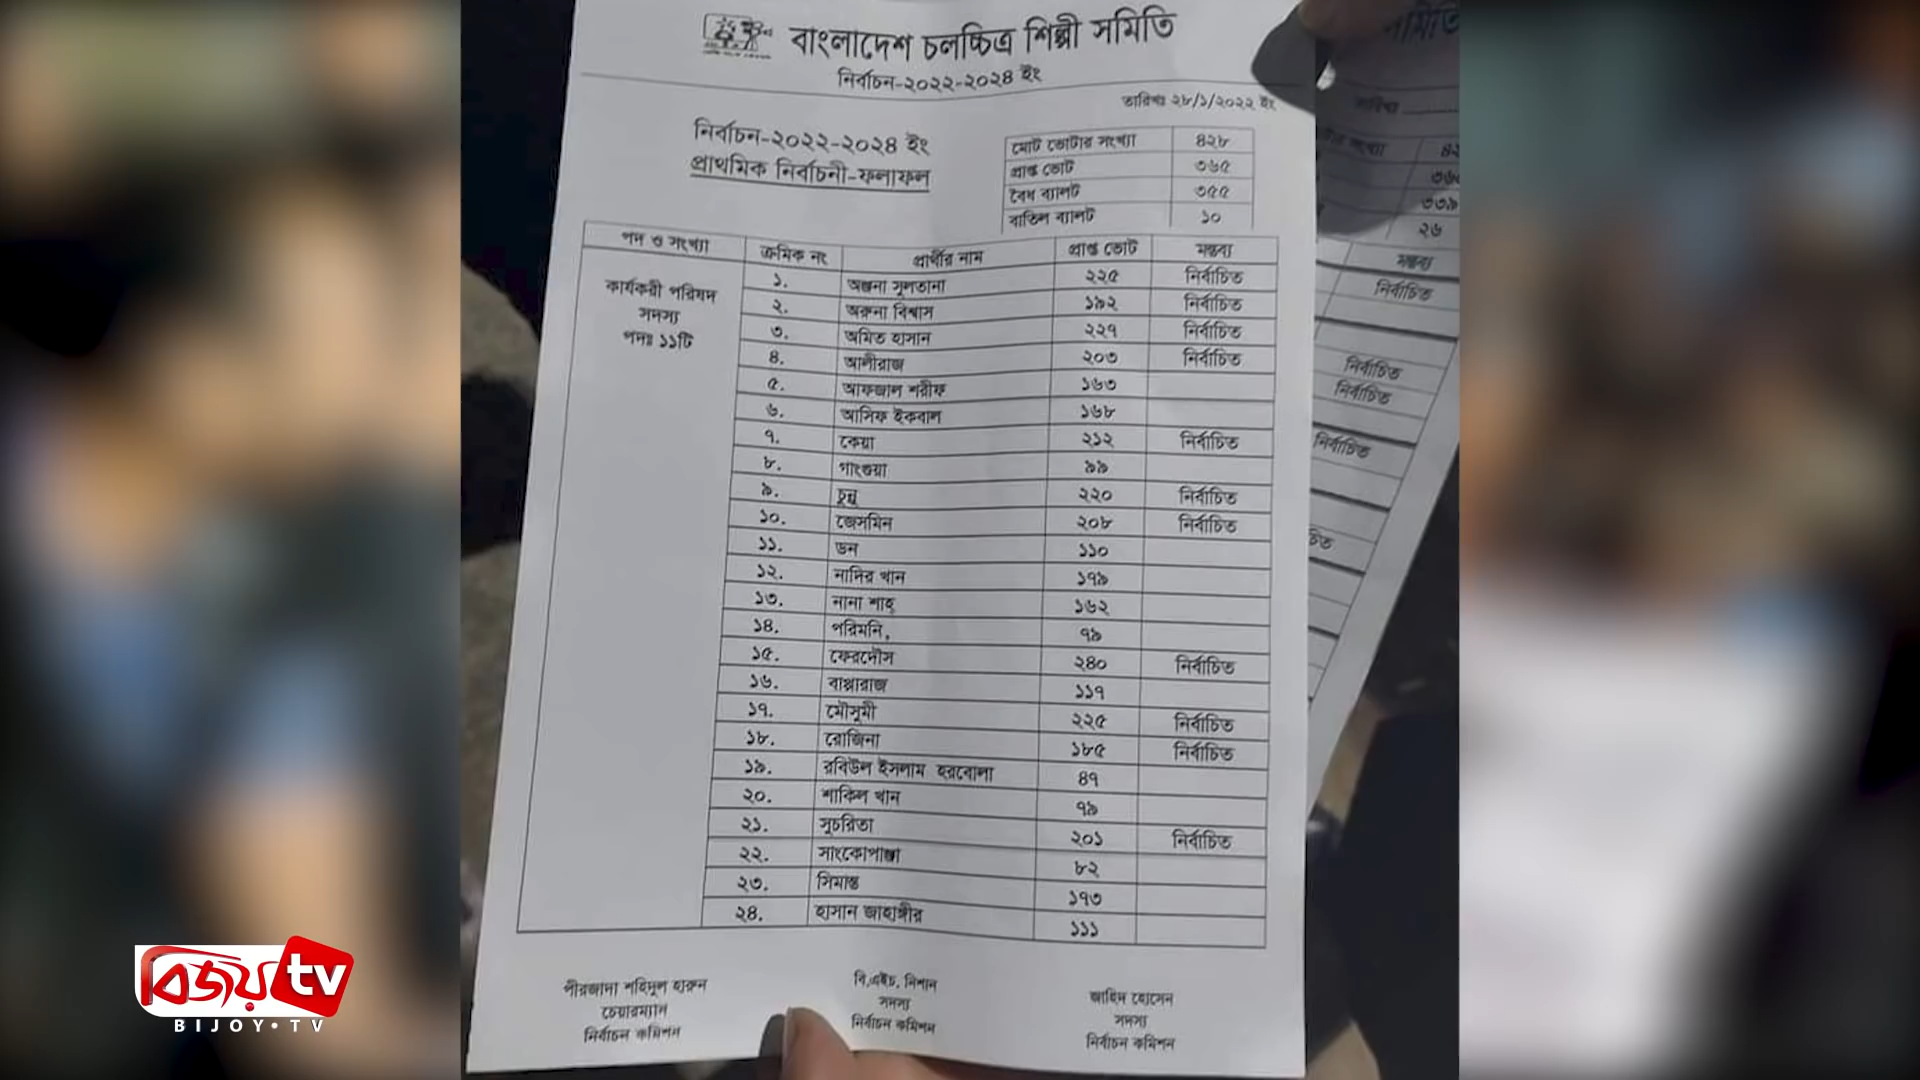 বাংলাদেশ চলচ্চিত্র শিল্পী সমিতি
নির্বাচন-২০২২-২০২৪ ইং
তারিখঃ ২৮/১/২০২২ ইং
নির্বাচন-২০২২-২০২৪ ইং
প্রাথমিক নির্বাচনী-ফলাফল
মোট ভোটার সংখ্যা ৪২৮
প্রাপ্ত ভোট ৩৬৫
বৈধ ব্যালট ৩৫৫
বাতিল ব্যালট ১০
পদ ও সংখ্যা ক্রমিক নং প্রার্থীর নাম প্রাপ্ত ভোট মন্তব্য
কার্যকরী পরিষদ
সদস্য
পদঃ ১১টি
১. অঞ্জনা সুলতানা ২২৫ নির্বাচিত
২. অরুনা বিশ্বাস ১৯২ নির্বাচিত
৩. অমিত হাসান ২২৭ নির্বাচিত
৪. আলীরাজ ২০৩ নির্বাচিত
৫. আফজাল শরীফ ১৬৩
৬. আসিফ ইকবাল ১৬৮
৭. কেয়া ২১২ নির্বাচিত
৮. গাংগুয়া ৯৯
৯. চুন্নু ২২০ নির্বাচিত
১০. জেসমিন ২০৮ নির্বাচিত
১১. ডন ১১০
১২. নাদির খান ১৭৯
১৩. নানা শাহ্ ১৬২
১৪. পরিমনি, ৭৯
১৫. ফেরদৌস ২৪০ নির্বাচিত
১৬. বাপ্পারাজ ১১৭
১৭. মৌসুমী ২২৫ নির্বাচিত
১৮. রোজিনা ১৮৫ নির্বাচিত
১৯. রবিউল ইসলাম হরবোলা ৪৭
২০. শাকিল খান ৭৯
২১. সুচরিতা ২০১ নির্বাচিত
২২. সাংকোপাঞ্জা ৮২
২৩. সিমান্ত ১৭৩
২৪. হাসান জাহাঙ্গীর ১১১
পীরজাদা শহিদুল হারুন
চেয়ারম্যান
নির্বাচন কমিশন
বি.এইচ. নিশান
সদস্য
নির্বাচন কমিশন
জাহিদ হোসেন
সদস্য
নির্বাচন কমিশন
৩৩৯
২৬
মন্তব্য
নির্বাচিত
নির্বাচিত
নির্বাচিত
নির্বাচিত
বিজয় tv
BIJOY•TV